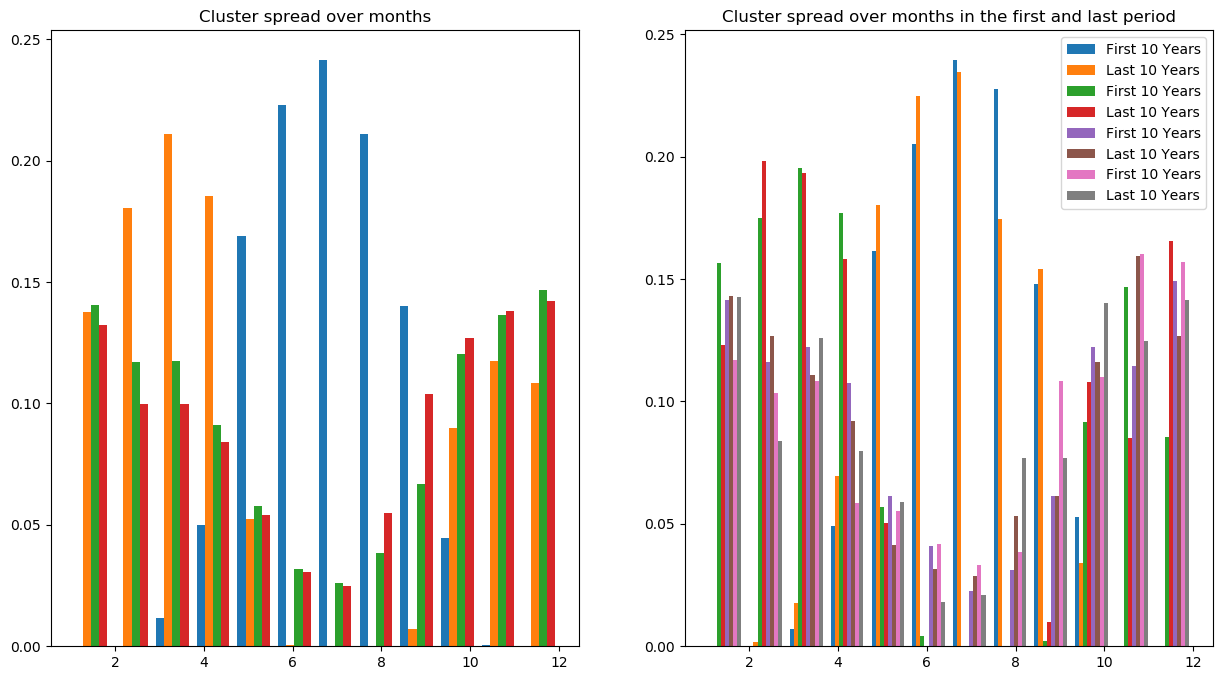 Cluster spread over months
0.25
0.20
0.15
0.10
0.05
0.00
2 4 6 8 10 12
Cluster spread over months in the first and last period
0.25
0.20
0.15
0.10
0.05
0.00
2 4 6 8 10 12
First 10 Years
Last 10 Years
First 10 Years
Last 10 Years
First 10 Years
Last 10 Years
First 10 Years
Last 10 Years